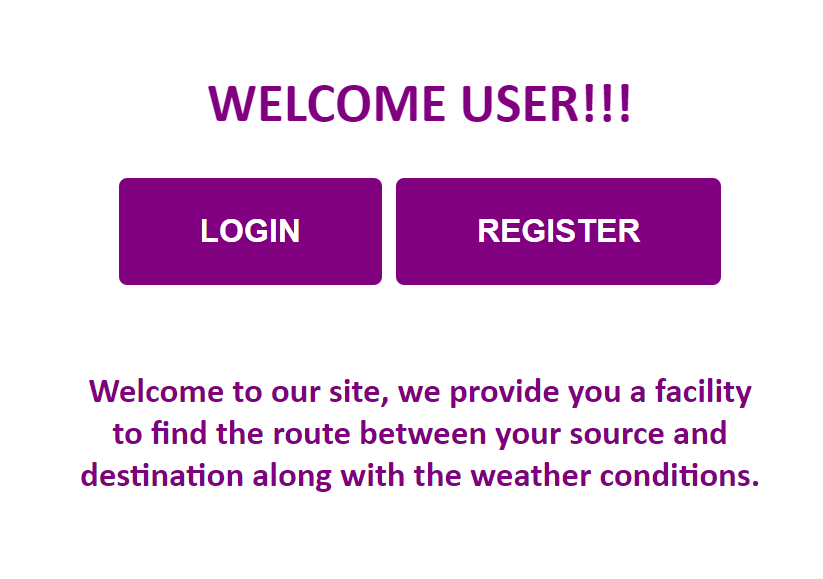 WELCOME USER!!!
LOGIN REGISTER
Welcome to our site, we provide you a facility
to find the route between your source and
destination along with the weather conditions.